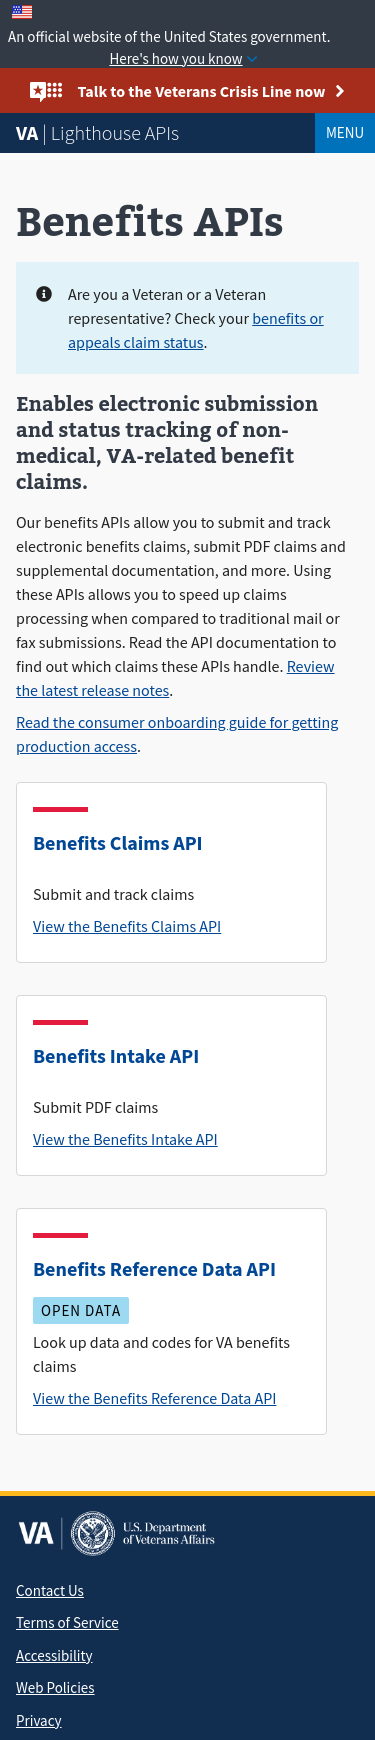 An official website of the United States government.
Here's how you know
Talk to the Veterans Crisis Line now
VA | Lighthouse APIs
MENU
Benefits APIs
Are you a Veteran or a Veteran
representative? Check your benefits or
appeals claim status.
Enables electronic submission
and status tracking of non-
medical, VA-related benefit
claims.
Our benefits APIs allow you to submit and track
electronic benefits claims, submit PDF claims and
supplemental documentation, and more. Using
these APIs allows you to speed up claims
processing when compared to traditional mail or
fax submissions. Read the API documentation to
find out which claims these APIs handle. Review
the latest release notes.
Read the consumer onboarding guide for getting
production access.
Benefits Claims API
Submit and track claims
View the Benefits Claims API
Benefits Intake API
Submit PDF claims
View the Benefits Intake API
Benefits Reference Data API
OPEN DATA
Look up data and codes for VA benefits
claims
View the Benefits Reference Data API
VA
U.S. Department
of Veterans Affairs
Contact Us
Terms of Service
Accessibility
Web Policies
Privacy